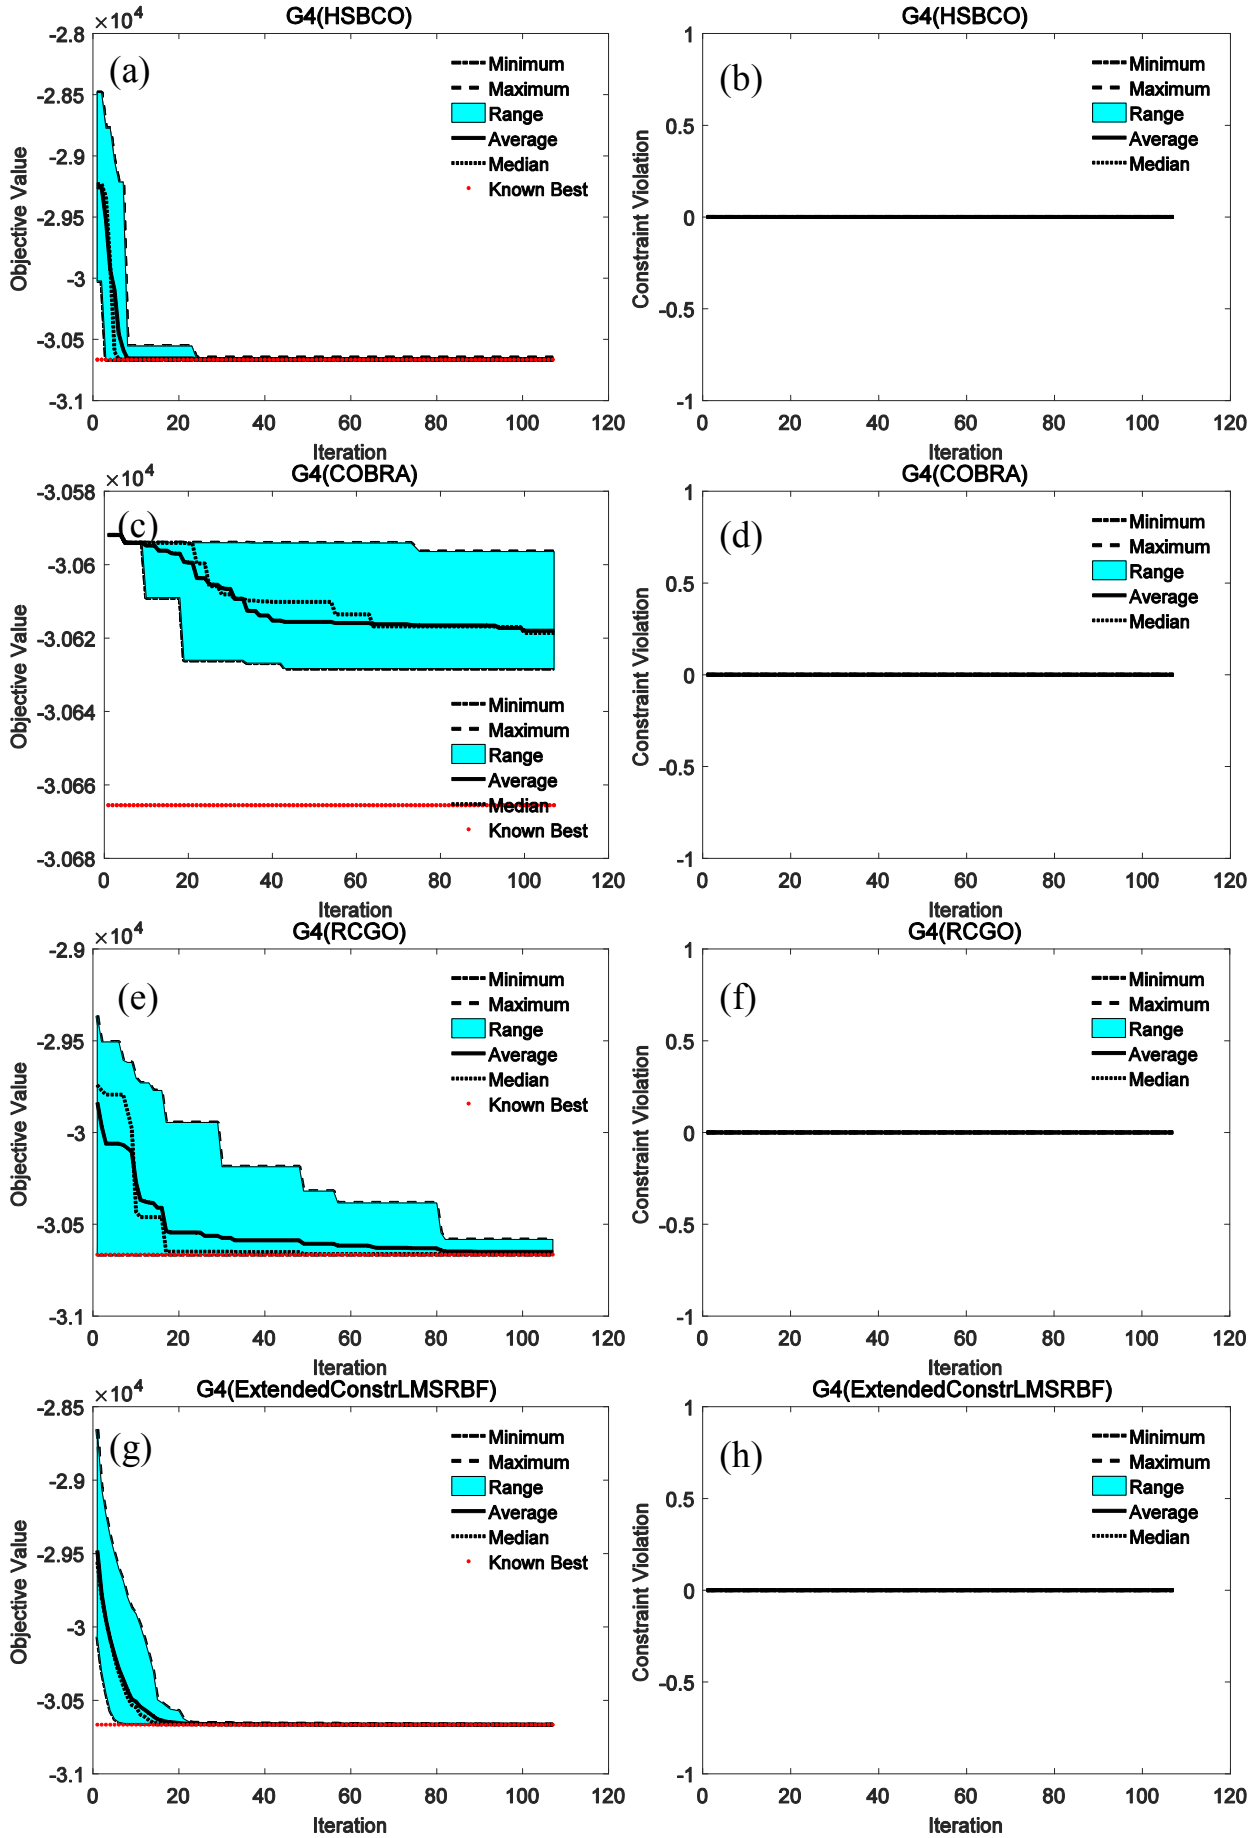 G4(HSBCO)
×10⁴
(a)
Minimum
Maximum
Range
Average
Median
Known Best
-2.8
-2.85
-2.9
-2.95
-3
-3.05
-3.1
Objective Value
0 20 40 60 80 100 120
Iteration
G4(HSBCO)
(b)
Minimum
Maximum
Range
Average
Median
1
0.5
0
-0.5
-1
Constraint Violation
0 20 40 60 80 100 120
Iteration
G4(COBRA)
×10⁴
(c)
-3.058
-3.06
-3.062
-3.064
-3.066
-3.068
Objective Value
Minimum
Maximum
Range
Average
Median
Known Best
0 20 40 60 80 100 120
Iteration
G4(COBRA)
(d)
Minimum
Maximum
Range
Average
Median
1
0.5
0
-0.5
-1
Constraint Violation
0 20 40 60 80 100 120
Iteration
G4(RCGO)
×10⁴
(e)
Minimum
Maximum
Range
Average
Median
Known Best
-2.9
-2.95
-3
-3.05
-3.1
Objective Value
0 20 40 60 80 100 120
Iteration
G4(RCGO)
(f)
Minimum
Maximum
Range
Average
Median
1
0.5
0
-0.5
-1
Constraint Violation
0 20 40 60 80 100 120
Iteration
G4(ExtendedConstrLMSRBF)
×10⁴
(g)
Minimum
Maximum
Range
Average
Median
Known Best
-2.85
-2.9
-2.95
-3
-3.05
-3.1
Objective Value
0 20 40 60 80 100 120
Iteration
G4(ExtendedConstrLMSRBF)
(h)
Minimum
Maximum
Range
Average
Median
1
0.5
0
-0.5
-1
Constraint Violation
0 20 40 60 80 100 120
Iteration